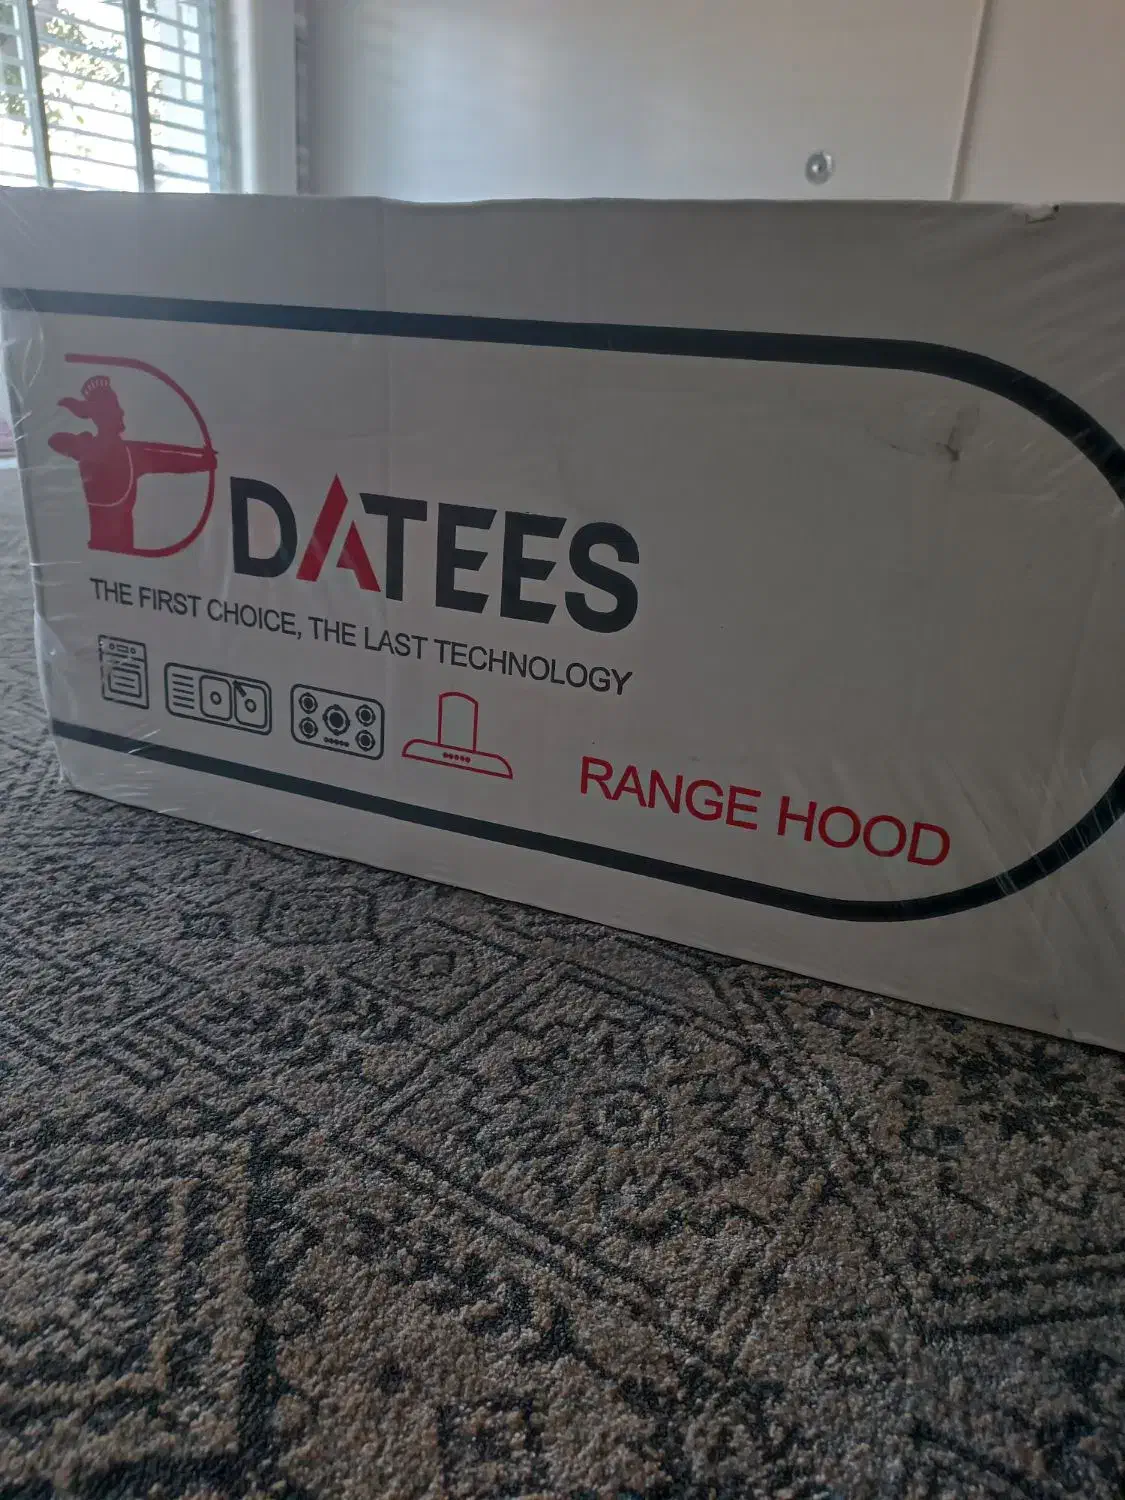 DATEES
THE FIRST CHOICE, THE LAST TECHNOLOGY
RANGE HOOD